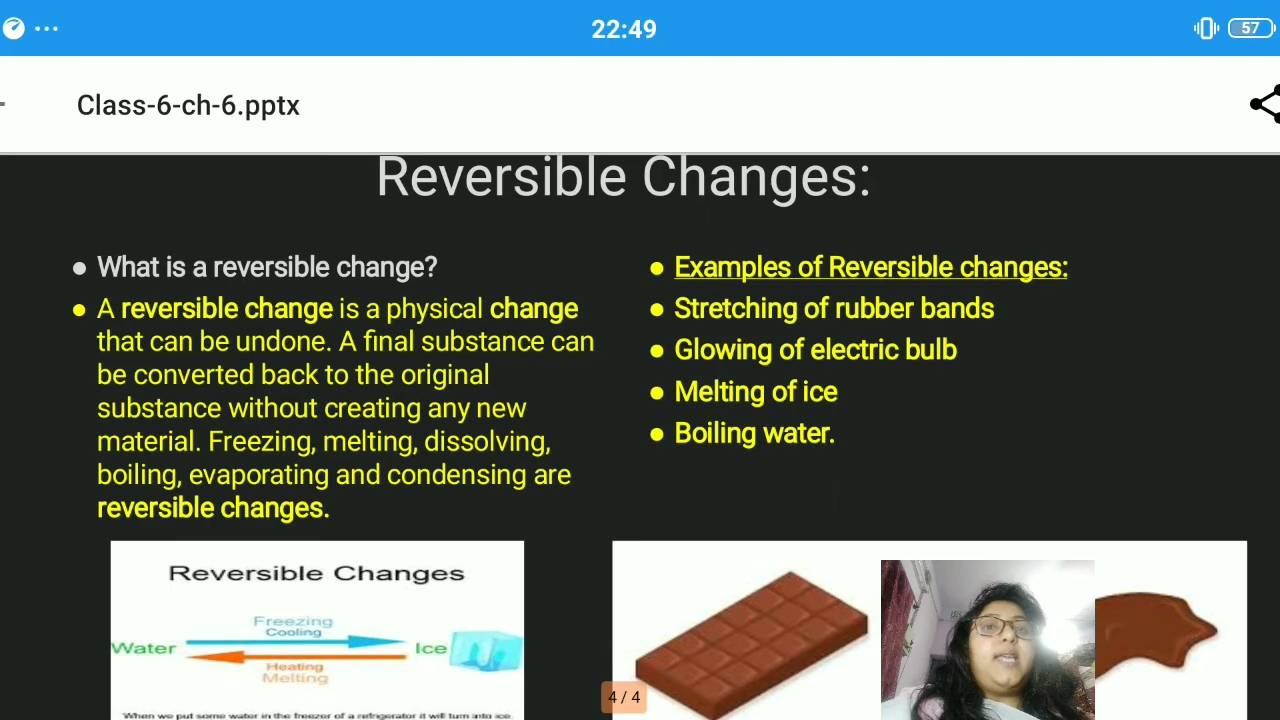 22:49
57
Class-6-ch-6.pptx
Reversible Changes:
What is a reversible change?
A reversible change is a physical change
that can be undone. A final substance can
be converted back to the original
substance without creating any new
material. Freezing, melting, dissolving,
boiling, evaporating and condensing are
reversible changes.
Examples of Reversible changes:
Stretching of rubber bands
Glowing of electric bulb
Melting of ice
Boiling water.
Reversible Changes
Freezing
Cooling
Water
Ice
Heating
Melting
When we put some water in the freezer of a refrigerator it will turn into ice.
4 / 4